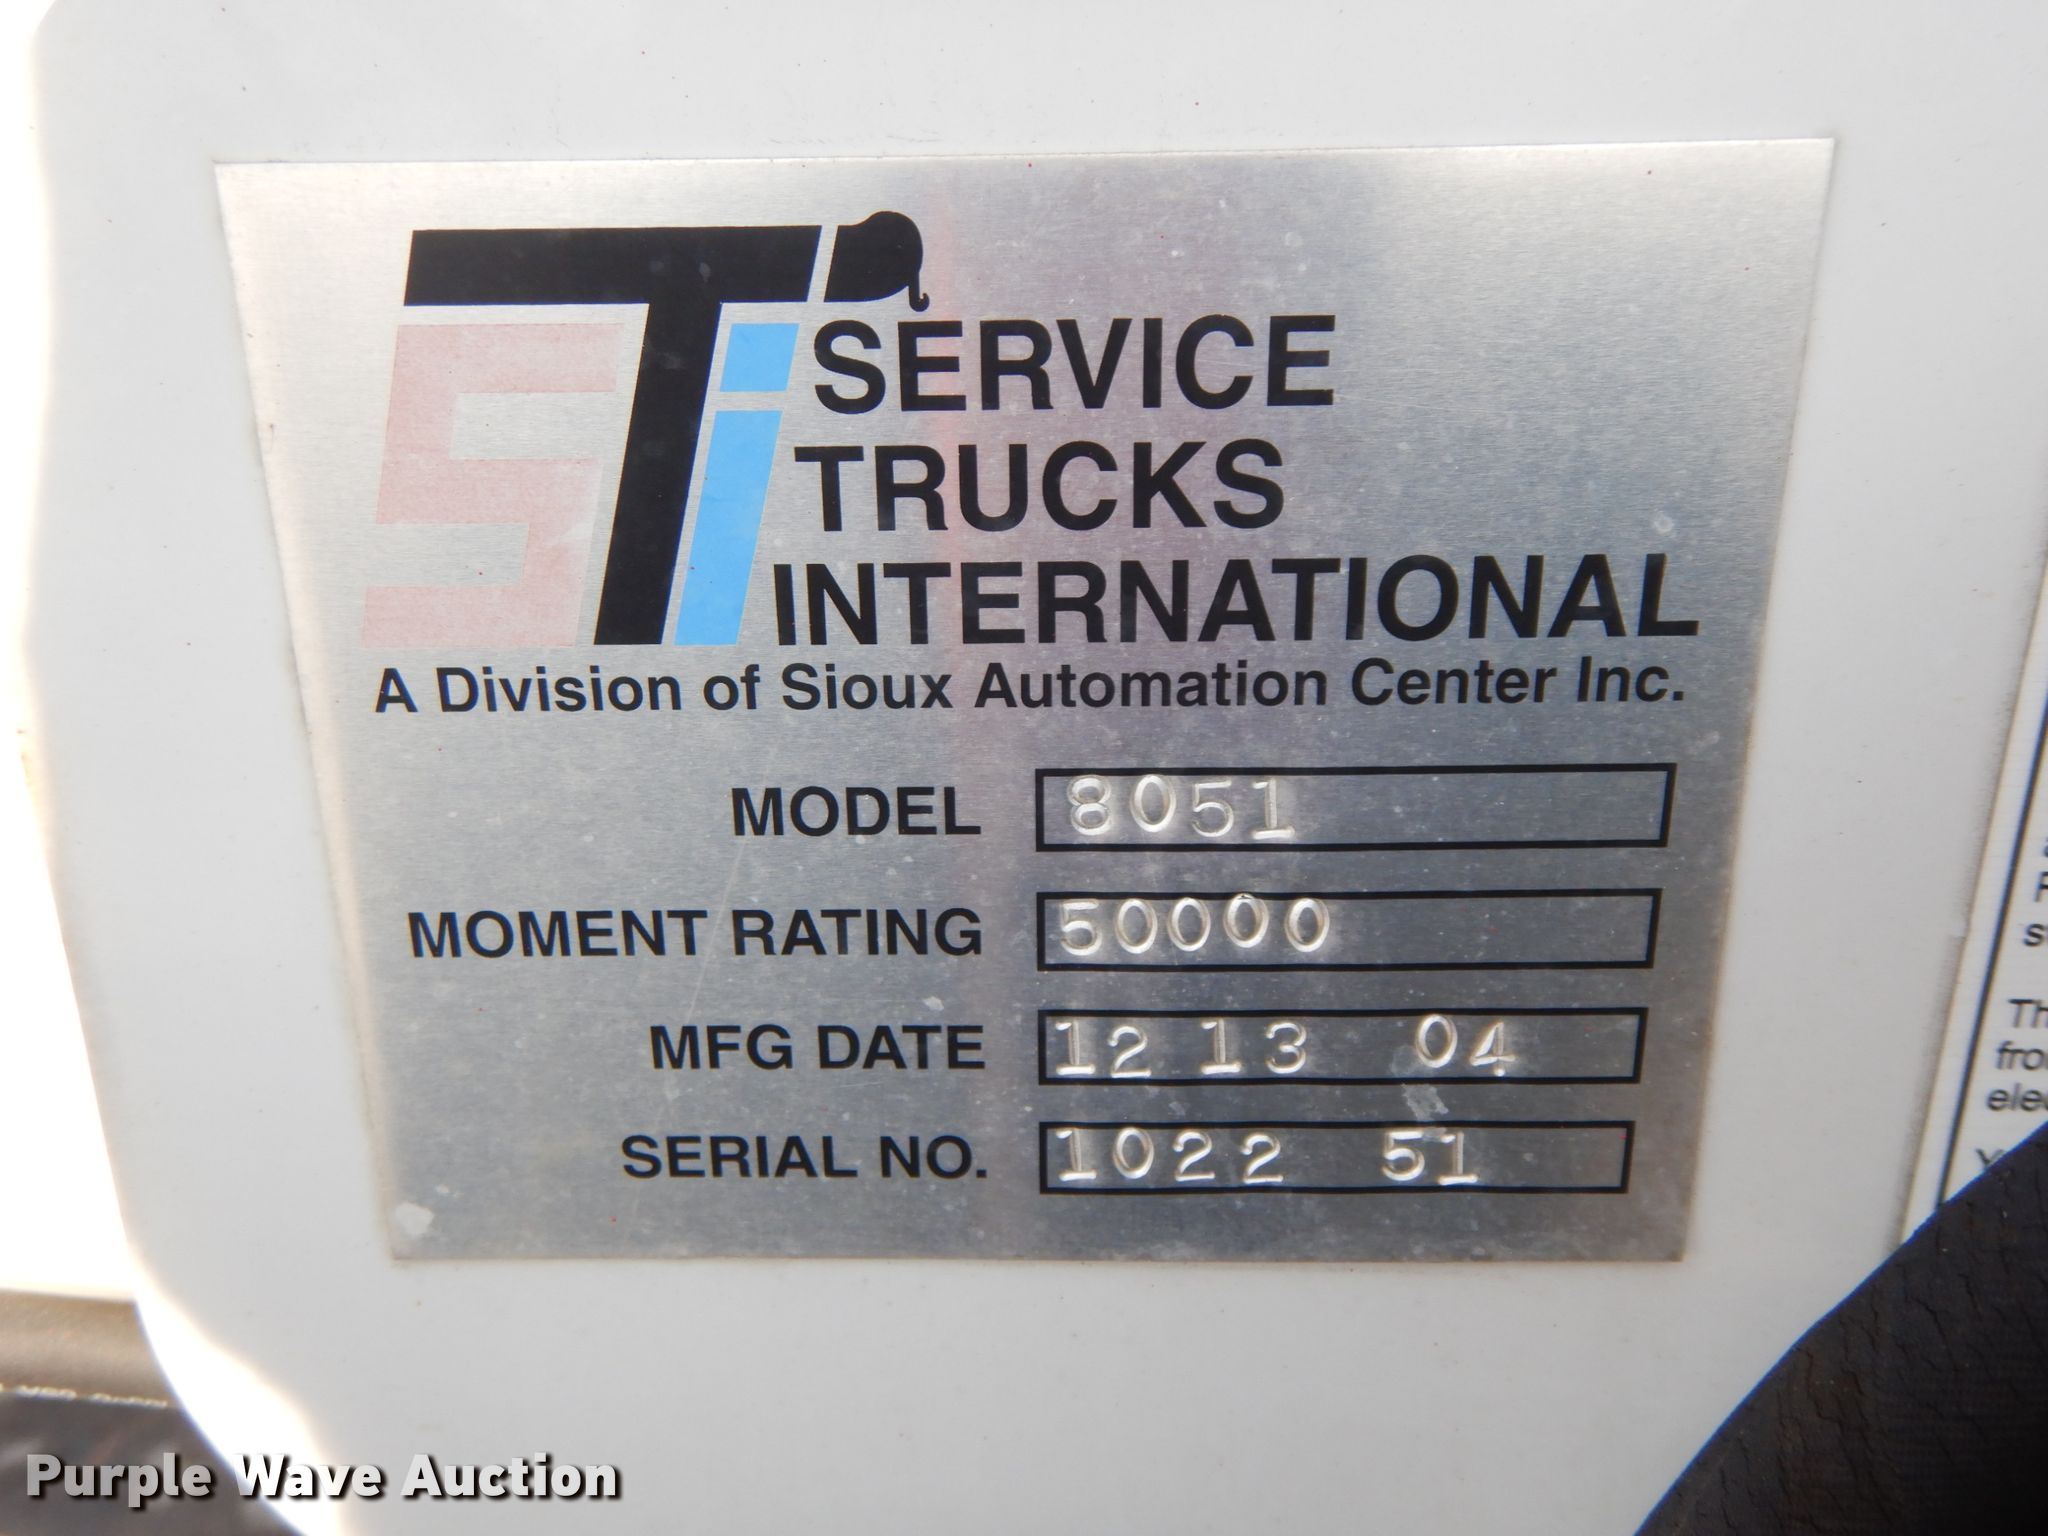 STi
SERVICE
TRUCKS
INTERNATIONAL
A Division of Sioux Automation Center Inc.
MODEL 8051
MOMENT RATING 50000
MFG DATE 12 13 04
SERIAL NO. 1022 51
Purple Wave Auction